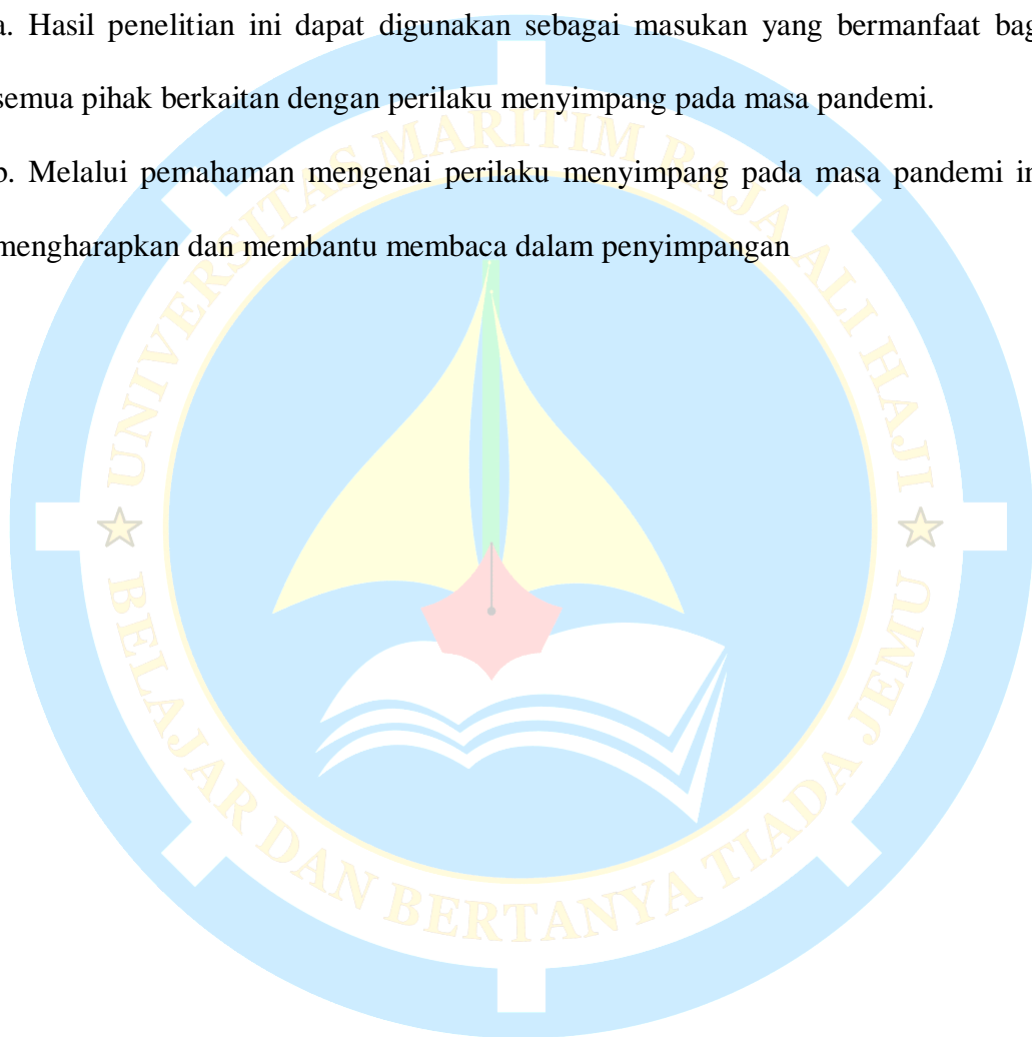 a. Hasil penelitian ini dapat digunakan sebagai masukan yang bermanfaat bag
semua pihak berkaitan dengan perilaku menyimpang pada masa pandemi.
b. Melalui pemahaman mengenai perilaku menyimpang pada masa pandemi in
mengharapkan dan membantu membaca dalam penyimpangan
UNIVERSITAS MARITIM RAJA ALI HAJI
BELAJAR DAN BERTANYA TIADA JEMU